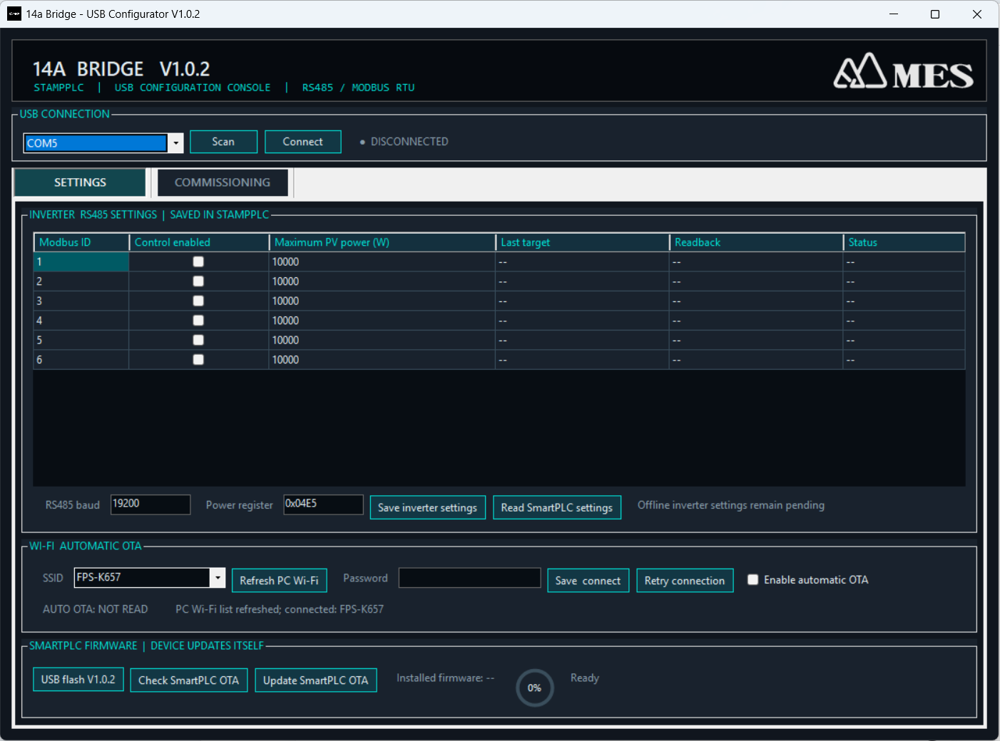 14a Bridge - USB Configurator V1.0.2
14A BRIDGE V1.0.2
STAMPPLC | USB CONFIGURATION CONSOLE | RS485 / MODBUS RTU
MES
USB CONNECTION
COM5 Scan Connect ● DISCONNECTED
SETTINGS COMMISSIONING
INVERTER RS485 SETTINGS | SAVED IN STAMPPLC
Modbus ID Control enabled Maximum PV power (W) Last target Readback Status
1 10000 -- -- --
2 10000 -- -- --
3 10000 -- -- --
4 10000 -- -- --
5 10000 -- -- --
6 10000 -- -- --
RS485 baud 19200 Power register 0x04E5 Save inverter settings Read SmartPLC settings Offline inverter settings remain pending
WI-FI AUTOMATIC OTA
SSID FPS-K657 Refresh PC Wi-Fi Password Save connect Retry connection Enable automatic OTA
AUTO OTA: NOT READ PC Wi-Fi list refreshed; connected: FPS-K657
SMARTPLC FIRMWARE | DEVICE UPDATES ITSELF
USB flash V1.0.2 Check SmartPLC OTA Update SmartPLC OTA Installed firmware: -- 0% Ready